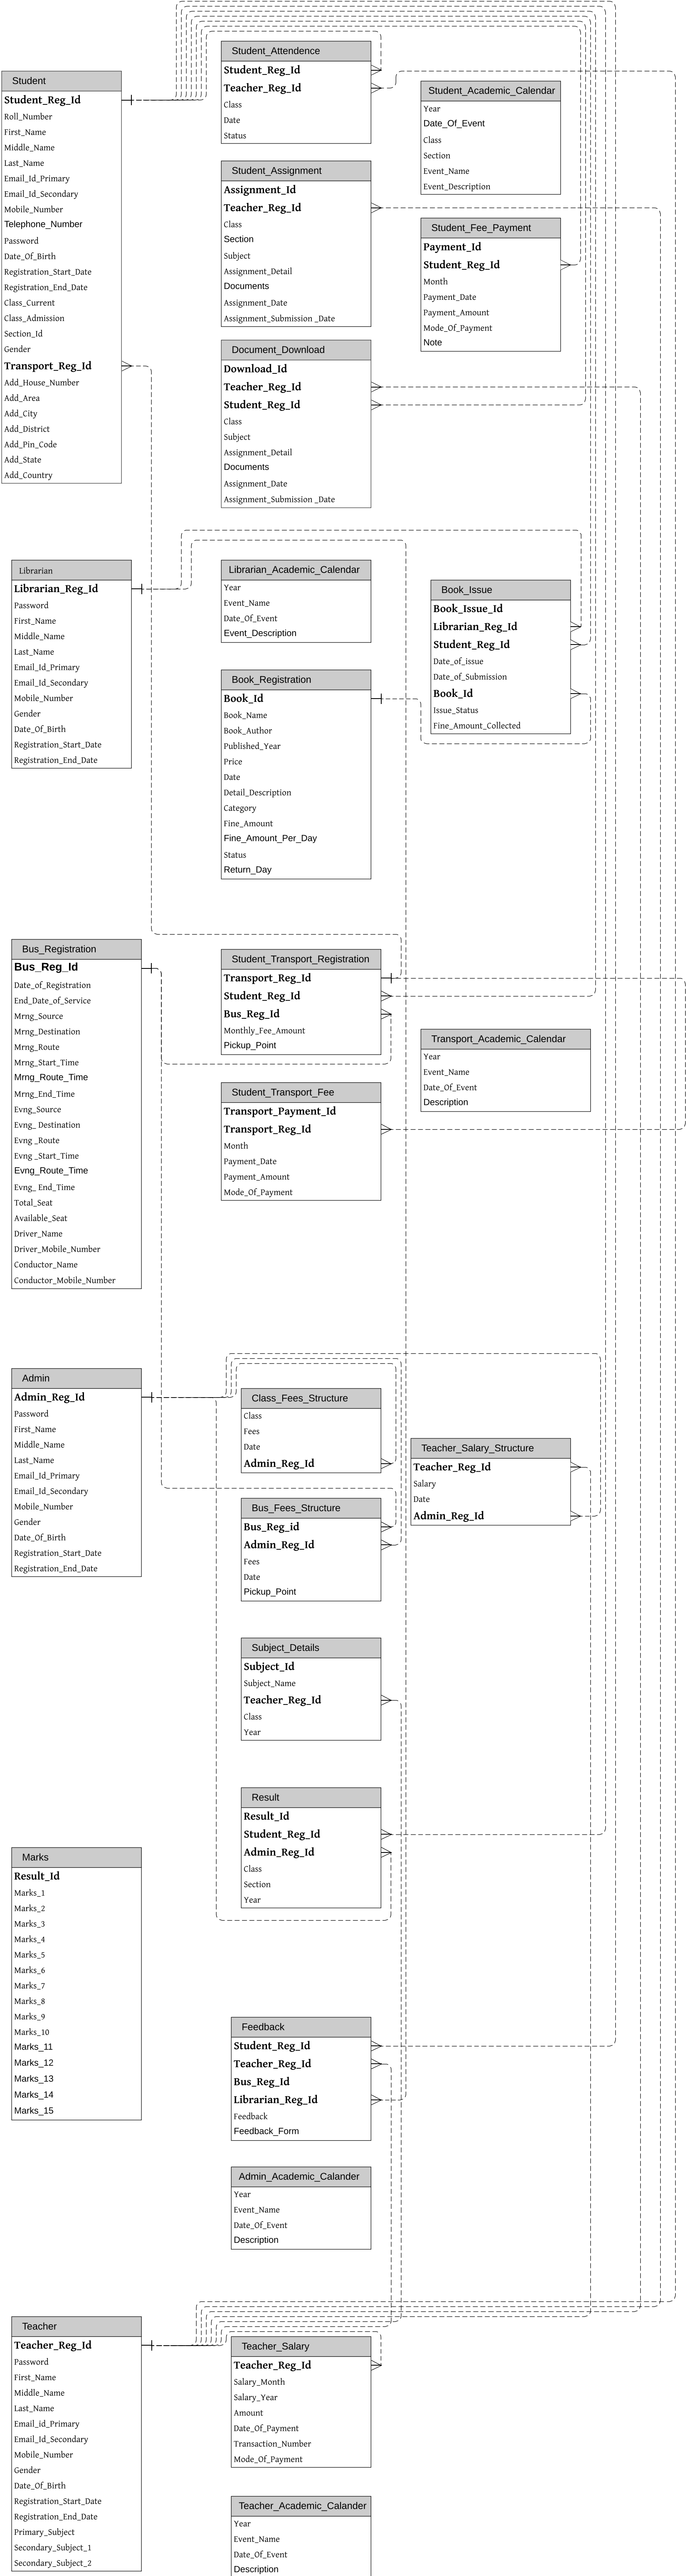 Student
Student_Reg_Id
Roll_Number
First_Name
Middle_Name
Last_Name
Email_Id_Primary
Email_Id_Secondary
Mobile_Number
Telephone_Number
Password
Date_Of_Birth
Registration_Start_Date
Registration_End_Date
Class_Current
Class_Admission
Section_Id
Gender
Transport_Reg_Id
Add_House_Number
Add_Area
Add_City
Add_District
Add_Pin_Code
Add_State
Add_Country
Student_Attendence
Student_Reg_Id
Teacher_Reg_Id
Class
Date
Status
Student_Academic_Calendar
Year
Date_Of_Event
Class
Section
Event_Name
Event_Description
Student_Assignment
Assignment_Id
Teacher_Reg_Id
Class
Section
Subject
Assignment_Detail
Documents
Assignment_Date
Assignment_Submission _Date
Student_Fee_Payment
Payment_Id
Student_Reg_Id
Month
Payment_Date
Payment_Amount
Mode_Of_Payment
Note
Document_Download
Download_Id
Teacher_Reg_Id
Student_Reg_Id
Class
Subject
Assignment_Detail
Documents
Assignment_Date
Assignment_Submission _Date
Librarian
Librarian_Reg_Id
Password
First_Name
Middle_Name
Last_Name
Email_Id_Primary
Email_Id_Secondary
Mobile_Number
Gender
Date_Of_Birth
Registration_Start_Date
Registration_End_Date
Librarian_Academic_Calendar
Year
Event_Name
Date_Of_Event
Event_Description
Book_Issue
Book_Issue_Id
Librarian_Reg_Id
Student_Reg_Id
Date_of_issue
Date_of_Submission
Book_Id
Issue_Status
Fine_Amount_Collected
Book_Registration
Book_Id
Book_Name
Book_Author
Published_Year
Price
Date
Detail_Description
Category
Fine_Amount
Fine_Amount_Per_Day
Status
Return_Day
Bus_Registration
Bus_Reg_Id
Date_of_Registration
End_Date_of_Service
Mrng_Source
Mrng_Destination
Mrng_Route
Mrng_Start_Time
Mrng_Route_Time
Mrng_End_Time
Evng_Source
Evng_ Destination
Evng _Route
Evng _Start_Time
Evng_Route_Time
Evng_ End_Time
Total_Seat
Available_Seat
Driver_Name
Driver_Mobile_Number
Conductor_Name
Conductor_Mobile_Number
Student_Transport_Registration
Transport_Reg_Id
Student_Reg_Id
Bus_Reg_Id
Monthly_Fee_Amount
Pickup_Point
Transport_Academic_Calendar
Year
Event_Name
Date_Of_Event
Description
Student_Transport_Fee
Transport_Payment_Id
Transport_Reg_Id
Month
Payment_Date
Payment_Amount
Mode_Of_Payment
Admin
Admin_Reg_Id
Password
First_Name
Middle_Name
Last_Name
Email_Id_Primary
Email_Id_Secondary
Mobile_Number
Gender
Date_Of_Birth
Registration_Start_Date
Registration_End_Date
Class_Fees_Structure
Class
Fees
Date
Admin_Reg_Id
Teacher_Salary_Structure
Teacher_Reg_Id
Salary
Date
Admin_Reg_Id
Bus_Fees_Structure
Bus_Reg_id
Admin_Reg_Id
Fees
Date
Pickup_Point
Subject_Details
Subject_Id
Subject_Name
Teacher_Reg_Id
Class
Year
Result
Result_Id
Student_Reg_Id
Admin_Reg_Id
Class
Section
Year
Marks
Result_Id
Marks_1
Marks_2
Marks_3
Marks_4
Marks_5
Marks_6
Marks_7
Marks_8
Marks_9
Marks_10
Marks_11
Marks_12
Marks_13
Marks_14
Marks_15
Feedback
Student_Reg_Id
Teacher_Reg_Id
Bus_Reg_Id
Librarian_Reg_Id
Feedback
Feedback_Form
Admin_Academic_Calander
Year
Event_Name
Date_Of_Event
Description
Teacher
Teacher_Reg_Id
Password
First_Name
Middle_Name
Last_Name
Email_id_Primary
Email_Id_Secondary
Mobile_Number
Gender
Date_Of_Birth
Registration_Start_Date
Registration_End_Date
Primary_Subject
Secondary_Subject_1
Secondary_Subject_2
Teacher_Salary
Teacher_Reg_Id
Salary_Month
Salary_Year
Amount
Date_Of_Payment
Transaction_Number
Mode_Of_Payment
Teacher_Academic_Calander
Year
Event_Name
Date_Of_Event
Description